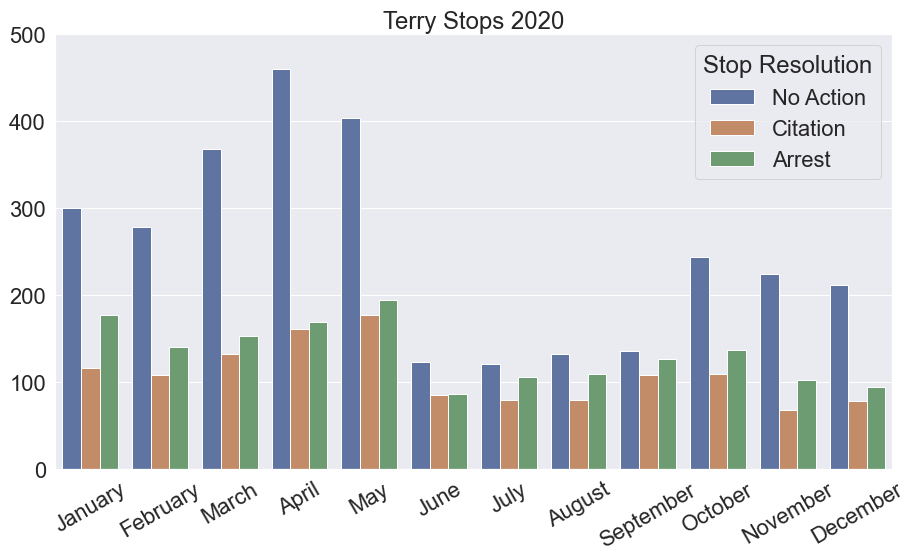 Terry Stops 2020
500
400
300
200
100
0
Stop Resolution
No Action
Citation
Arrest
January
February
March
April
May
June
July
August
September
October
November
December